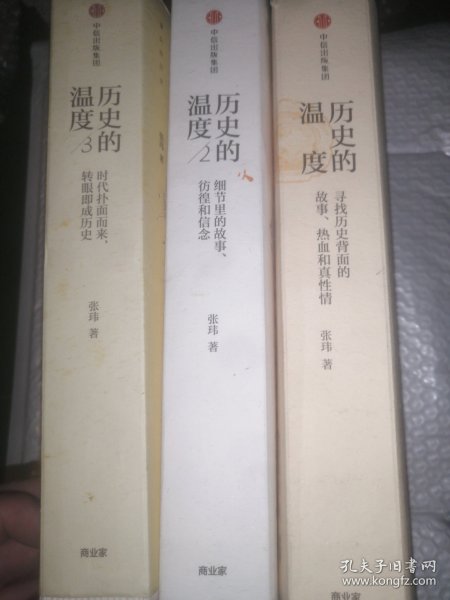 中信出版集团
历史的
温度3
时代扑面而来、
转眼即成历史
张玮 著
商业家
中信出版集团
历史的
温度2
细节里的故事、
彷徨和信念
张玮 著
商业家
中信出版集团
历史的
温度
寻找历史背面的
故事、热血和真性情
张玮 著
商业家
孔夫子旧书网
www.kongfz.com